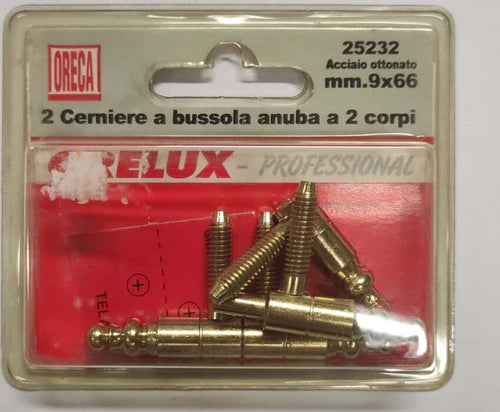 ORECA
25232
Acciaio ottonato
mm.9x66
2 Cerniere a bussola anuba a 2 corpi
RELUX - PROFESSIONAL